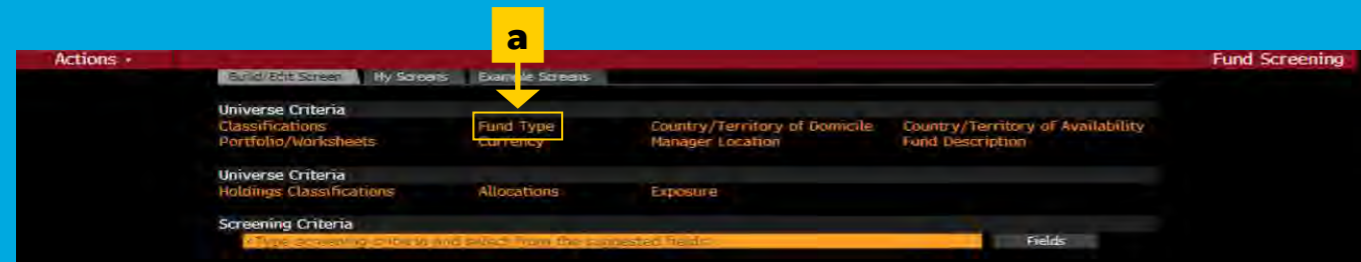 a
Actions Fund Screening
Build/Edit Screen My Screens Example Screens
Universe Criteria
Classifications Fund Type Country/Territory of Domicile Country/Territory of Availability
Portfolio/Worksheets Currency Manager Location Fund Description
Universe Criteria
Holdings Classifications Allocations Exposure
Screening Criteria
<Type screening criteria and select from the suggested fields> Fields